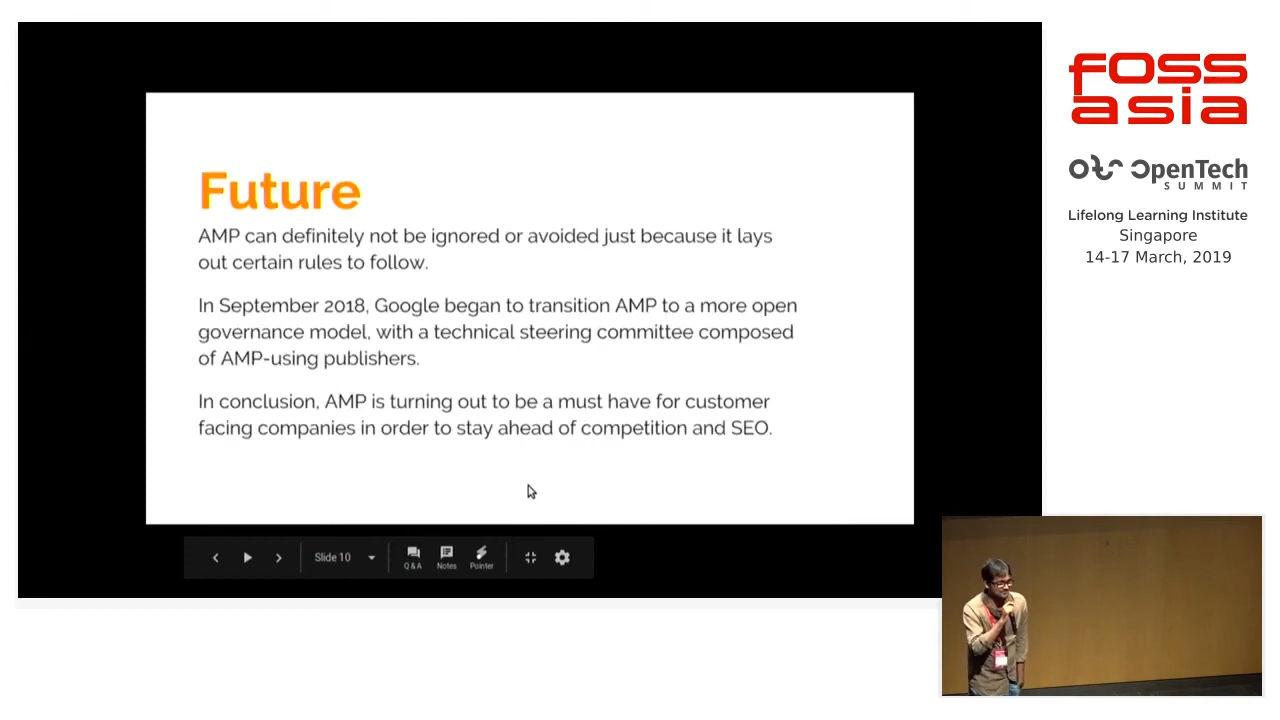 Future
AMP can definitely not be ignored or avoided just because it lays
out certain rules to follow.
In September 2018, Google began to transition AMP to a more open
governance model, with a technical steering committee composed
of AMP-using publishers.
In conclusion, AMP is turning out to be a must have for customer
facing companies in order to stay ahead of competition and SEO.
Slide 10
Q & A
Notes
Pointer
foss
asia
OpenTech
SUMMIT
Lifelong Learning Institute
Singapore
14-17 March, 2019